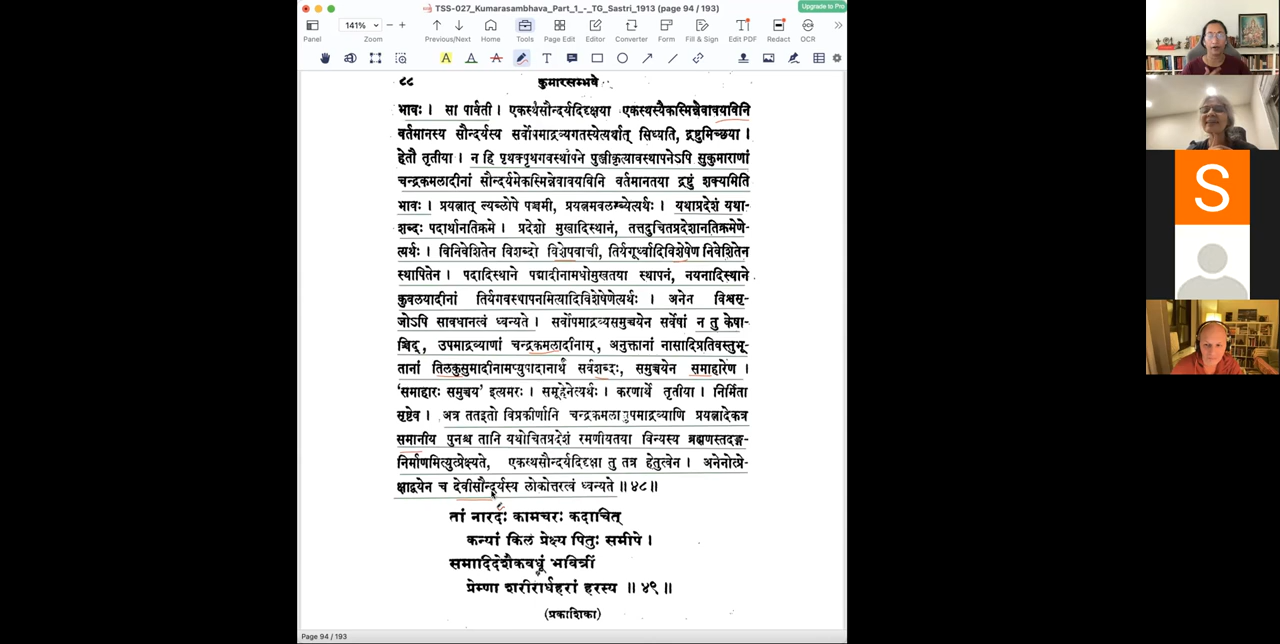 TSS-027_Kumarasambhava_Part_1_-_TG_Sastri_1913 (page 94 / 193)
Upgrade to Pro
141%
Panel Zoom Previous/Next Home Tools Page Edit Editor Converter Form Fill & Sign Edit PDF Redact OCR
८८ कुमारसम्भवे
भावः । सा पार्वती । एकस्थसौन्दर्यदिदृक्षया एकस्थस्यैकस्मिन्नेवावयविनि
वर्तमानस्य सौन्दर्यस्य सर्वोपमाद्रव्यगतस्येत्यर्थात् सिध्यति, द्रष्टुमिच्छया ।
हेतौ तृतीया । न हि पृथक्पृथगवस्थापने पुञ्जीकृत्यावस्थापनेऽपि सुकुमाराणां
चन्द्रकमलादीनां सौन्दर्यमेकस्मिन्नेवावयविनि वर्तमानतया द्रष्टुं शक्यमिति
भावः । प्रयत्नात् ल्यब्लोपे पञ्चमी, प्रयत्नमवलम्ब्येत्यर्थः । यथाप्रदेशं यथा-
शब्दः पदार्थानतिक्रमे । प्रदेशो मुखादिस्थानं, तत्तदुचितप्रदेशानतिक्रमेणे-
त्यर्थः । विनिवेशितेन विशब्दो विशेषवाची, तिर्यगूर्ध्वादिविशेषेण निवेशितेन
स्थापितेन । पदादिस्थाने पद्मादीनामधोमुखतया स्थापनं, नयनादिस्थाने
कुवलयादीनां तिर्यगवस्थापनमित्यादिविशेषेणेत्यर्थः । अनेन विश्वसृ-
जोऽपि सावधानत्वं ध्वन्यते । सर्वोपमाद्रव्यसमुच्चयेन सर्वेषां न तु केषा-
ञ्चिद्, उपमाद्रव्याणां चन्द्रकमलादीनाम्, अनुक्तानां नासादिप्रतिवस्तुभू-
तानां तिलकुसुमादीनामप्युपादानार्थं सर्वशब्दः, समुच्चयेन समाहारेण ।
'समाहारः समुच्चय' इत्यमरः । समूहेनेत्यर्थः । करणार्थे तृतीया । निर्मिता
सृष्टेव । अत्र ततइतो विप्रकीर्णानि चन्द्रकमलाद्युपमाद्रव्याणि प्रयत्नादेकत्र
समानीय पुनश्च तानि यथोचितप्रदेशं रमणीयतया विन्यस्य ब्रह्मणस्तदङ्ग-
निर्माणमित्युत्प्रेक्ष्यते, एकस्थसौन्दर्यदिदृक्षा तु तत्र हेतुत्वेन । अनेनोत्प्रे-
क्षाद्वयेन च देवीसौन्दर्यस्य लोकोत्तरत्वं ध्वन्यते ॥ ४८॥
तां नारदः कामचरः कदाचित्
कन्यां किल प्रेक्ष्य पितुः समीपे ।
समादिदेशैकवधूं भवित्रीं
प्रेम्णा शरीरार्धहरां हरस्य ॥ ४९ ॥
(प्रकाशिका)
Page 94 / 193
S